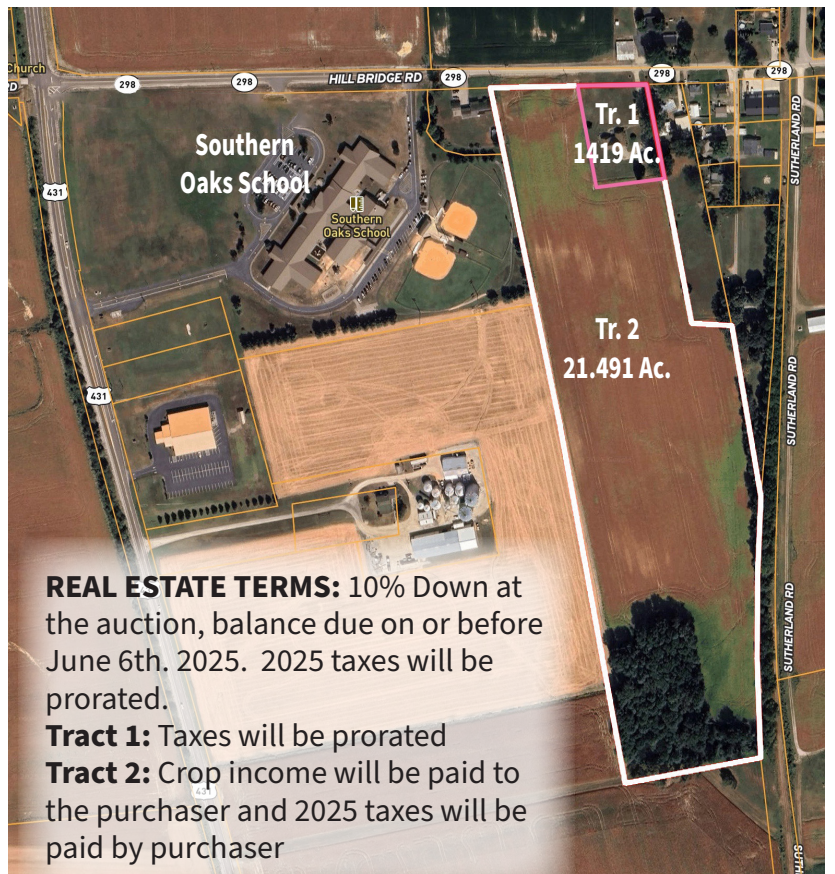 Church
RD
298
298
HILL BRIDGE RD
298
298
298
SUTHERLAND RD
Tr. 1
1419 Ac.
Southern
Oaks School
431
Southern
Oaks School
Tr. 2
21.491 Ac.
431
SUTHERLAND RD
SUTHERLAND RD
REAL ESTATE TERMS: 10% Down at
the auction, balance due on or before
June 6th. 2025.  2025 taxes will be
prorated.
Tract 1: Taxes will be prorated
Tract 2: Crop income will be paid to
the purchaser and 2025 taxes will be
paid by purchaser
431
SUTH